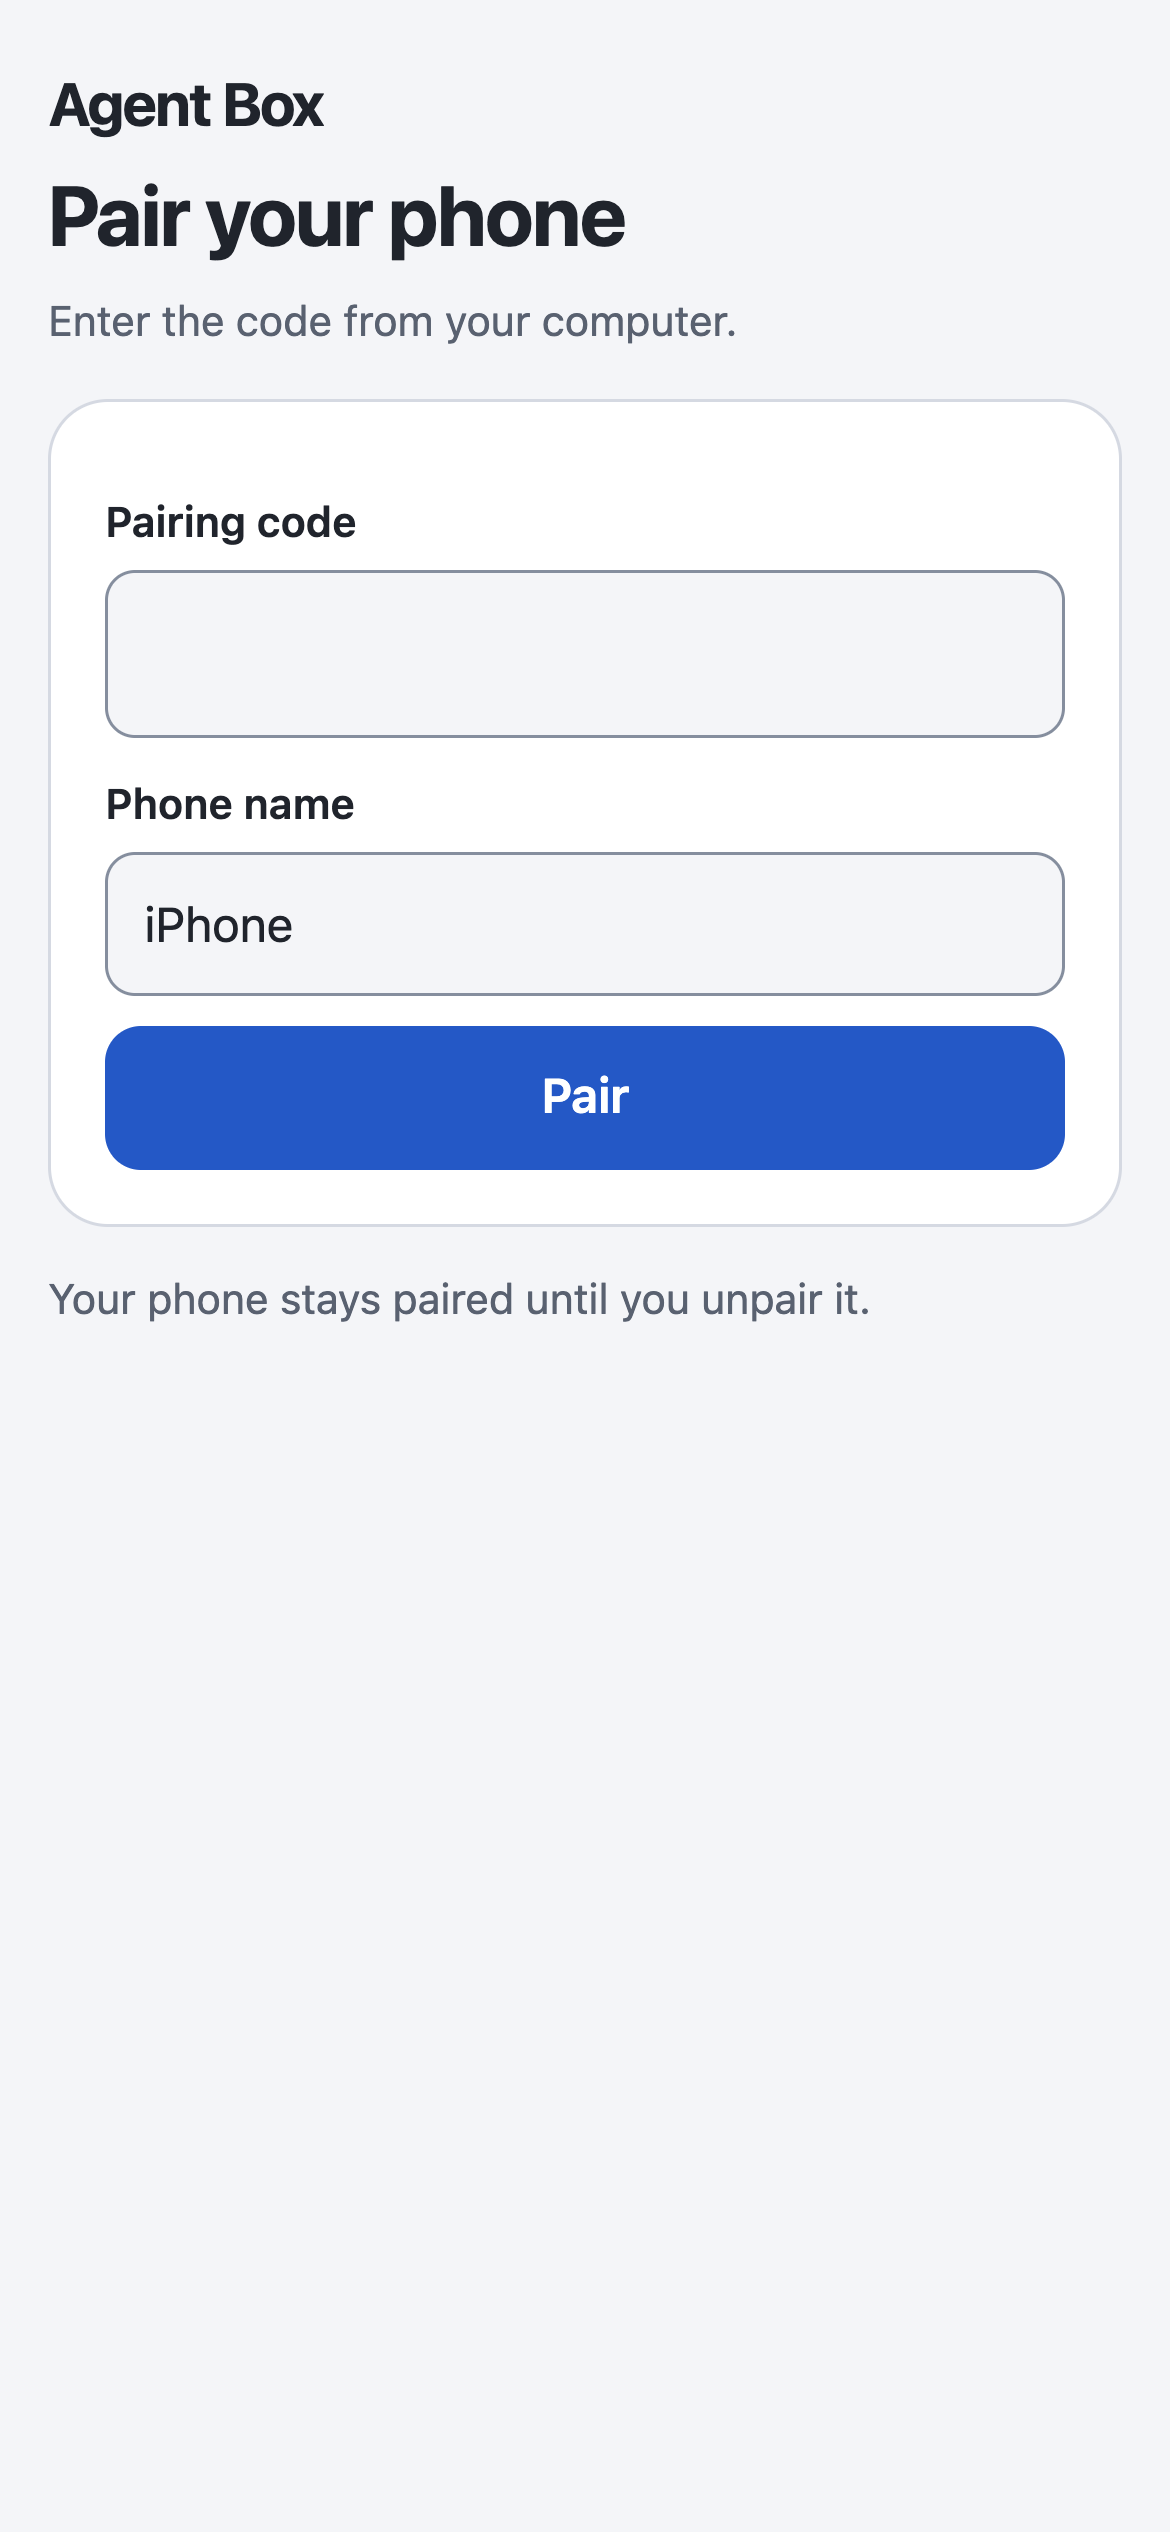 Agent Box
Pair your phone
Enter the code from your computer.
Pairing code
Phone name
iPhone
Pair
Your phone stays paired until you unpair it.